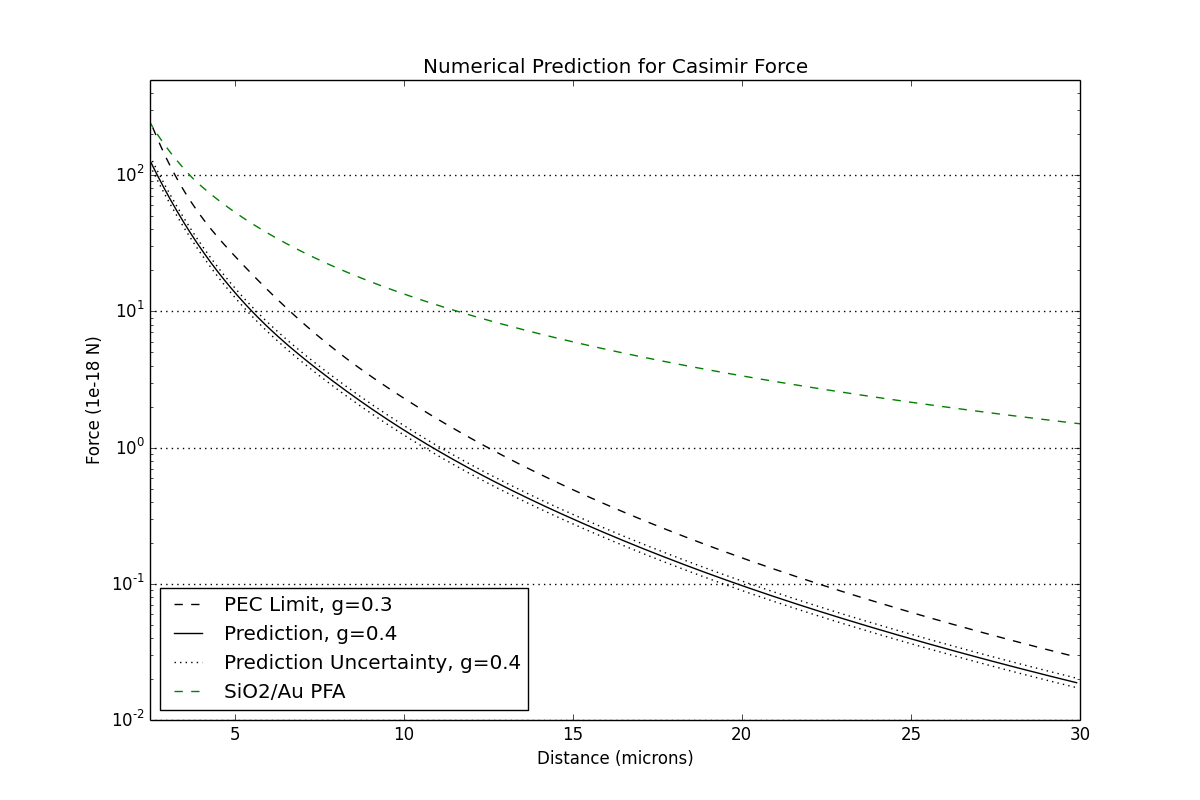 Numerical Prediction for Casimir Force
10^2
10^1
10^0
10^-1
10^-2
Force (1e-18 N)
PEC Limit, g=0.3
Prediction, g=0.4
Prediction Uncertainty, g=0.4
SiO2/Au PFA
5 10 15 20 25 30
Distance (microns)